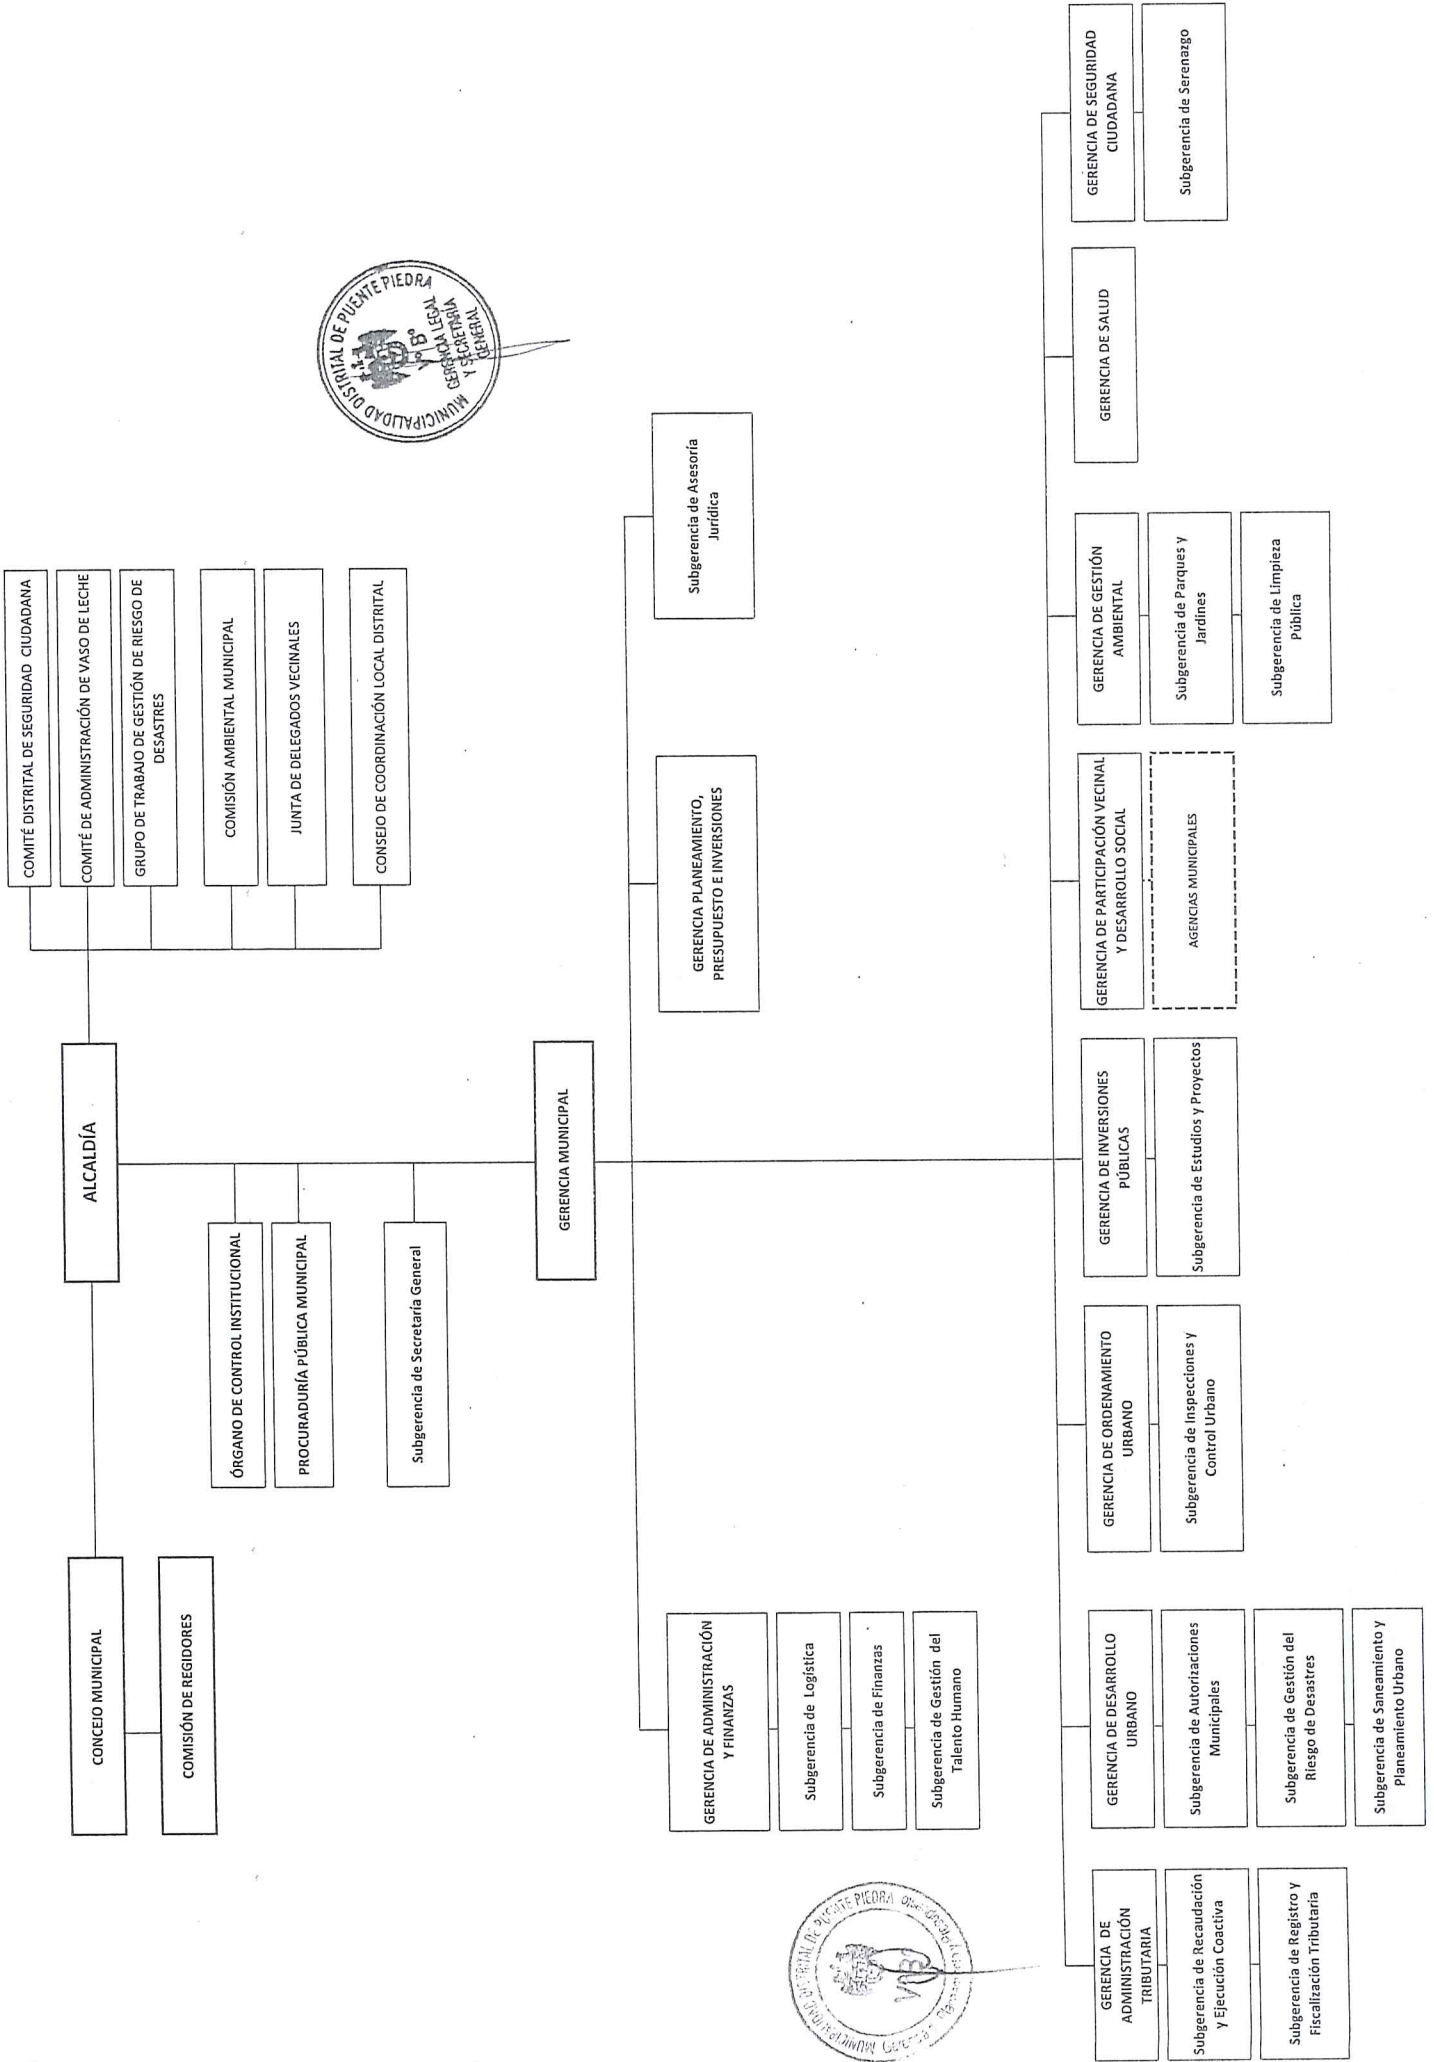 COMITÉ DISTRITAL DE SEGURIDAD CIUDADANA
COMITÉ DE ADMINISTRACIÓN DE VASO DE LECHE
GRUPO DE TRABAJO DE GESTIÓN DE RIESGO DE
DESASTRES
COMISIÓN AMBIENTAL MUNICIPAL
JUNTA DE DELEGADOS VECINALES
CONSEJO DE COORDINACIÓN LOCAL DISTRITAL
ALCALDÍA
CONCEJO MUNICIPAL
COMISIÓN DE REGIDORES
ÓRGANO DE CONTROL INSTITUCIONAL
PROCURADURÍA PÚBLICA MUNICIPAL
Subgerencia de Secretaría General
MUNICIPALIDAD DISTRITAL DE PUENTE PIEDRA
V° B°
GERENCIA LEGAL
Y SECRETARÍA
GENERAL
GERENCIA MUNICIPAL
GERENCIA DE ADMINISTRACIÓN
Y FINANZAS
Subgerencia de Logística
Subgerencia de Finanzas
Subgerencia de Gestión del
Talento Humano
GERENCIA PLANEAMIENTO,
PRESUPUESTO E INVERSIONES
Subgerencia de Asesoría
Jurídica
MUNICIPALIDAD DISTRITAL DE PUENTE PIEDRA
GERENCIA DE
ADMINISTRACIÓN
TRIBUTARIA
Subgerencia de Recaudación
y Ejecución Coactiva
Subgerencia de Registro y
Fiscalización Tributaria
GERENCIA DE DESARROLLO
URBANO
Subgerencia de Autorizaciones
Municipales
Subgerencia de Gestión del
Riesgo de Desastres
Subgerencia de Saneamiento y
Planeamiento Urbano
GERENCIA DE ORDENAMIENTO
URBANO
Subgerencia de Inspecciones y
Control Urbano
GERENCIA DE INVERSIONES
PÚBLICAS
Subgerencia de Estudios y Proyectos
GERENCIA DE PARTICIPACIÓN VECINAL
Y DESARROLLO SOCIAL
AGENCIAS MUNICIPALES
GERENCIA DE GESTIÓN
AMBIENTAL
Subgerencia de Parques y
Jardines
Subgerencia de Limpieza
Pública
GERENCIA DE SALUD
GERENCIA DE SEGURIDAD
CIUDADANA
Subgerencia de Serenazgo